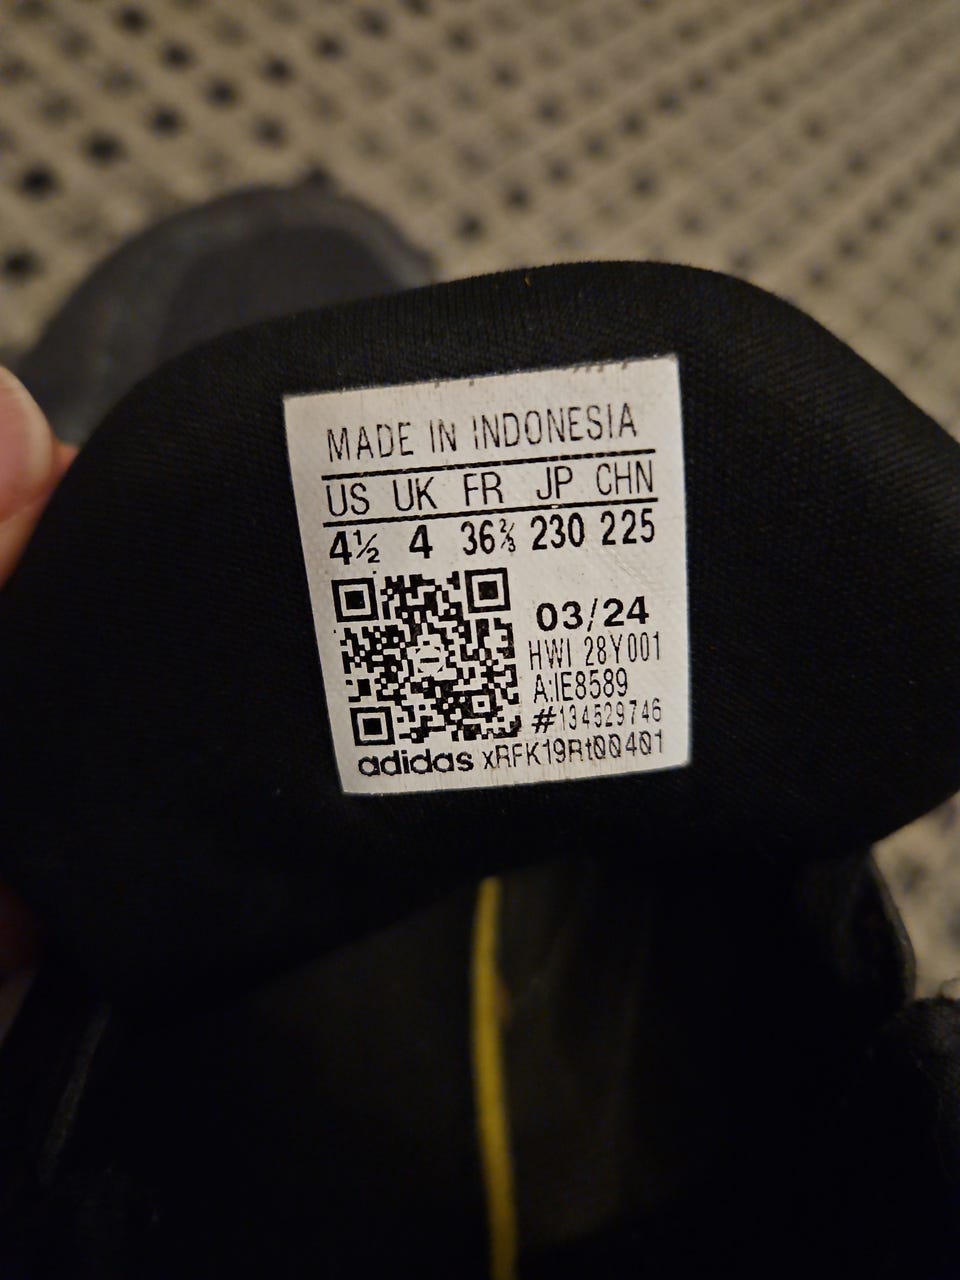 MADE IN INDONESIA
US UK FR JP CHN
4½ 4 36⅔ 230 225
03/24
HWI 28Y001
A:IE8589
#134529746
adidas xRFK19Rt00401